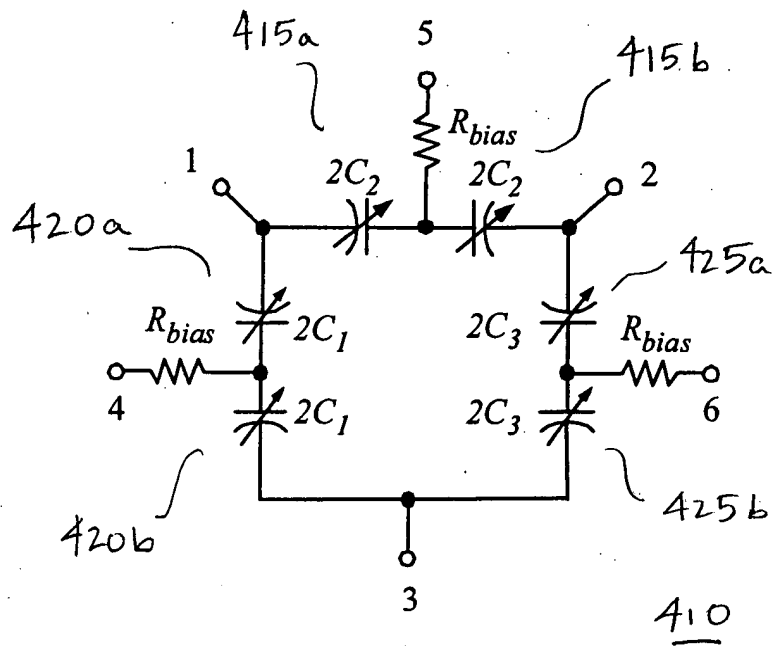 415a
5
415b
R_bias
1
2C_2
2C_2
2
420a
425a
R_bias
2C_1
2C_3
R_bias
4
6
2C_1
2C_3
420b
425b
3
410